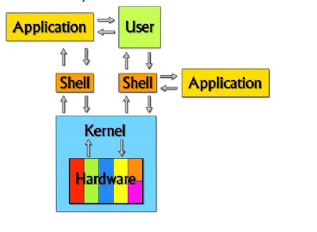 Application
User
Shell
Shell
Application
Kernel
Hardware